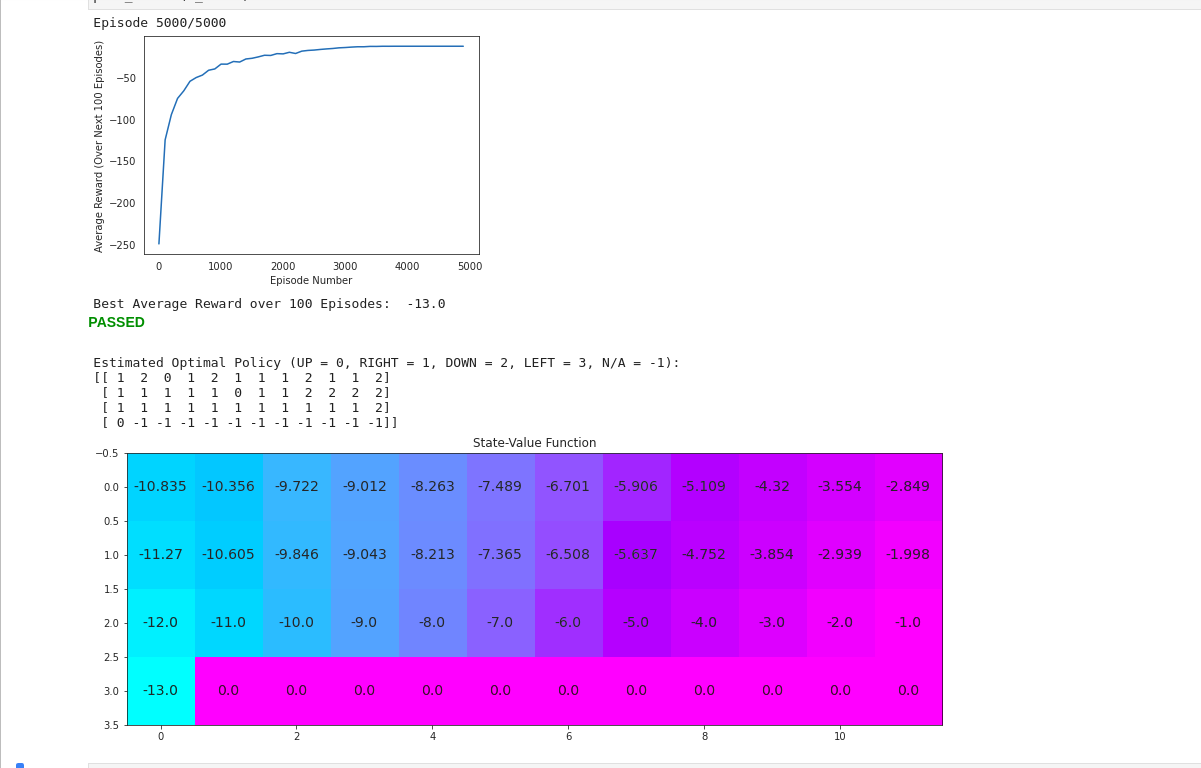 Episode 5000/5000
−50
−100
−150
−200
−250
Average Reward (Over Next 100 Episodes)
0 1000 2000 3000 4000 5000
Episode Number
Best Average Reward over 100 Episodes: -13.0
PASSED
Estimated Optimal Policy (UP = 0, RIGHT = 1, DOWN = 2, LEFT = 3, N/A = -1):
[[ 1 2 0 1 2 1 1 1 2 1 1 2]
[ 1 1 1 1 1 0 1 1 2 2 2 2]
[ 1 1 1 1 1 1 1 1 1 1 1 2]
[ 0 -1 -1 -1 -1 -1 -1 -1 -1 -1 -1 -1]]
State-Value Function
−0.5
0.0 -10.835 -10.356 -9.722 -9.012 -8.263 -7.489 -6.701 -5.906 -5.109 -4.32 -3.554 -2.849
0.5
1.0 -11.27 -10.605 -9.846 -9.043 -8.213 -7.365 -6.508 -5.637 -4.752 -3.854 -2.939 -1.998
1.5
2.0 -12.0 -11.0 -10.0 -9.0 -8.0 -7.0 -6.0 -5.0 -4.0 -3.0 -2.0 -1.0
2.5
3.0 -13.0 0.0 0.0 0.0 0.0 0.0 0.0 0.0 0.0 0.0 0.0 0.0
3.5
0 2 4 6 8 10